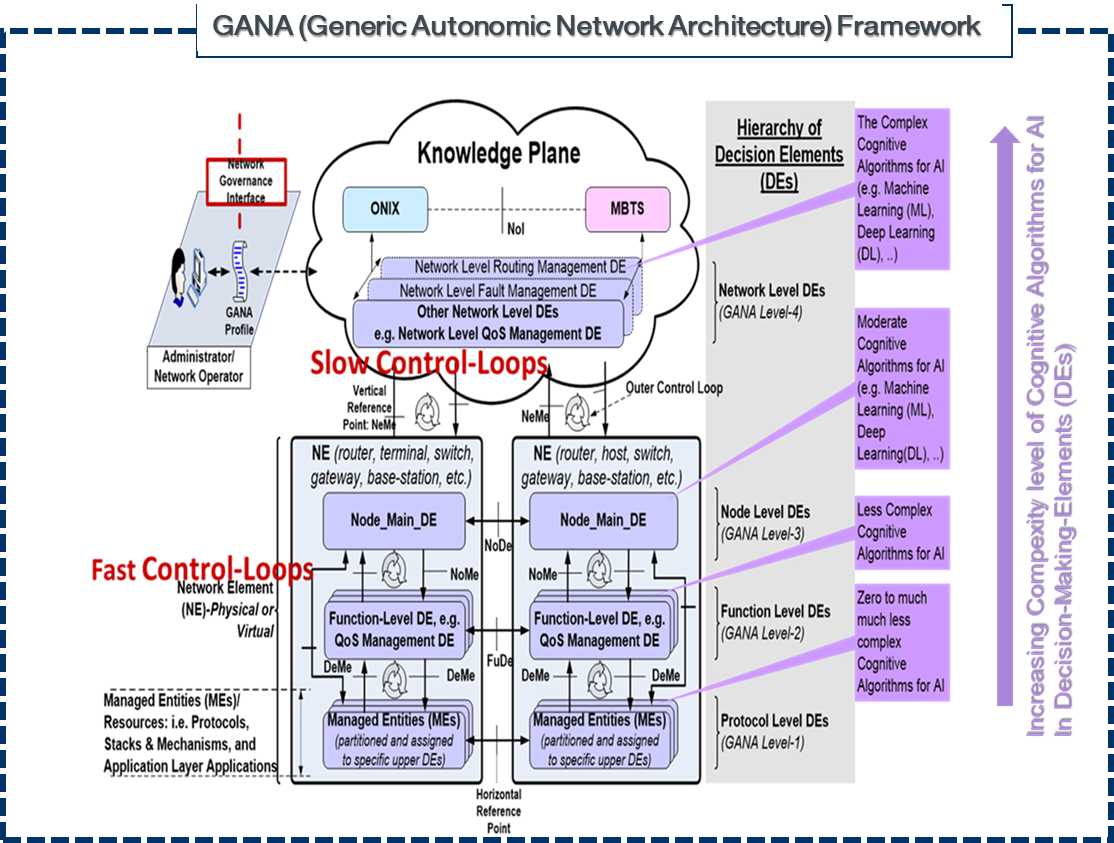 GANA (Generic Autonomic Network Architecture) Framework
Network
Governance
Interface
GANA
Profile
Administrator/
Network Operator
Knowledge Plane
ONIX
MBTS
NoI
Network Level Routing Management DE
Network Level Fault Management DE
Other Network Level DEs
e.g. Network Level QoS Management DE
Slow Control-Loops
Vertical
Reference
Point: NeMe
NeMe
Outer Control Loop
NE (router, terminal, switch,
gateway, base-station, etc.)
NE (router, host, switch,
gateway, base-station, etc.)
Node_Main_DE
Node_Main_DE
NoDe
Fast Control-Loops
NoMe
NoMe
Network Element
(NE)-Physical or
Virtual
Function-Level DE, e.g.
QoS Management DE
Function-Level DE, e.g.
QoS Management DE
FuDe
DeMe
DeMe
DeMe
DeMe
Managed Entities (MEs)/
Resources: i.e. Protocols,
Stacks & Mechanisms, and
Application Layer Applications
Managed Entities (MEs)
(partitioned and assigned
to specific upper DEs)
Managed Entities (MEs)
(partitioned and assigned
to specific upper DEs)
Horizontal
Reference
Point
Hierarchy of
Decision Elements
(DEs)
Network Level DEs
(GANA Level-4)
Node Level DEs
(GANA Level-3)
Function Level DEs
(GANA Level-2)
Protocol Level DEs
(GANA Level-1)
The Complex
Cognitive
Algorithms for AI
(e.g. Machine
Learning (ML),
Deep Learning
(DL), ..)
Moderate
Cognitive
Algorithms for AI
(e.g. Machine
Learning (ML),
Deep
Learning(DL), ..)
Less Complex
Cognitive
Algorithms for AI
Zero to much
much less
complex
Cognitive
Algorithms for AI
Increasing Compexity level of Cognitive Algorithms for AI
In Decision-Making-Elements (DEs)